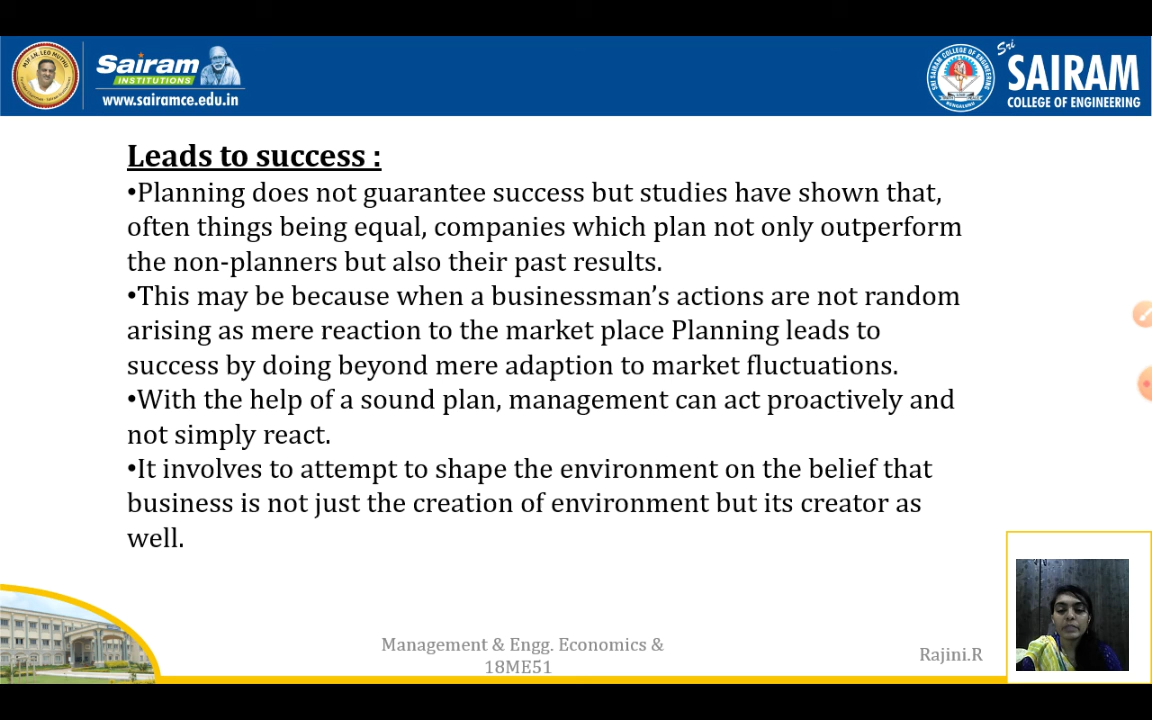 Sairam
INSTITUTIONS
www.sairamce.edu.in
Sri
SAIRAM
COLLEGE OF ENGINEERING
Leads to success :
•Planning does not guarantee success but studies have shown that,
often things being equal, companies which plan not only outperform
the non-planners but also their past results.
•This may be because when a businessman’s actions are not random
arising as mere reaction to the market place Planning leads to
success by doing beyond mere adaption to market fluctuations.
•With the help of a sound plan, management can act proactively and
not simply react.
•It involves to attempt to shape the environment on the belief that
business is not just the creation of environment but its creator as
well.
Management & Engg. Economics &
18ME51
Rajini.R